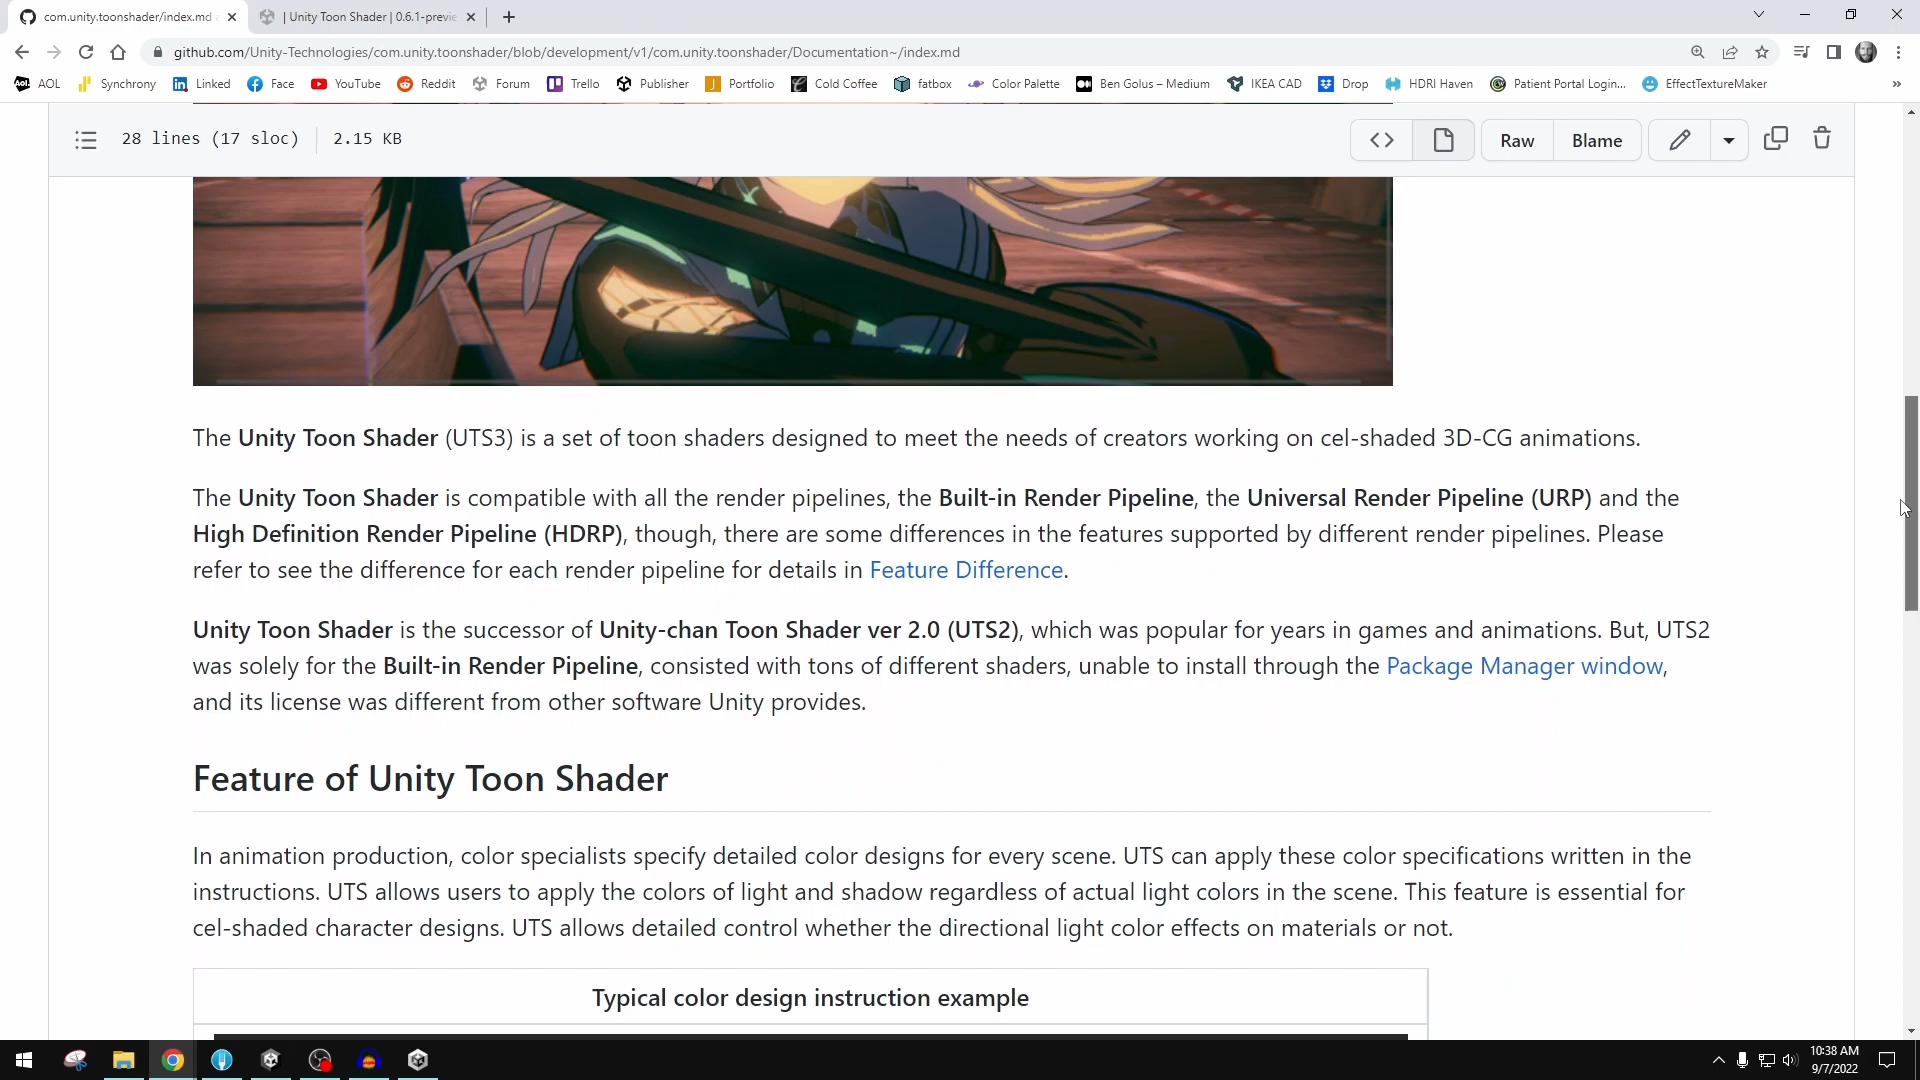 com.unity.toonshader/index.md
| Unity Toon Shader | 0.6.1-previe
github.com/Unity-Technologies/com.unity.toonshader/blob/development/v1/com.unity.toonshader/Documentation~/index.md
Aol. AOL Synchrony Linked Face YouTube Reddit Forum Trello Publisher Portfolio Cold Coffee fatbox Color Palette Ben Golus – Medium IKEA CAD Drop HDRI Haven Patient Portal Login... EffectTextureMaker »
28 lines (17 sloc) 2.15 KB
Raw Blame
The Unity Toon Shader (UTS3) is a set of toon shaders designed to meet the needs of creators working on cel-shaded 3D-CG animations.
The Unity Toon Shader is compatible with all the render pipelines, the Built-in Render Pipeline, the Universal Render Pipeline (URP) and the
High Definition Render Pipeline (HDRP), though, there are some differences in the features supported by different render pipelines. Please
refer to see the difference for each render pipeline for details in Feature Difference.
Unity Toon Shader is the successor of Unity-chan Toon Shader ver 2.0 (UTS2), which was popular for years in games and animations. But, UTS2
was solely for the Built-in Render Pipeline, consisted with tons of different shaders, unable to install through the Package Manager window,
and its license was different from other software Unity provides.
Feature of Unity Toon Shader
In animation production, color specialists specify detailed color designs for every scene. UTS can apply these color specifications written in the
instructions. UTS allows users to apply the colors of light and shadow regardless of actual light colors in the scene. This feature is essential for
cel-shaded character designs. UTS allows detailed control whether the directional light color effects on materials or not.
Typical color design instruction example
10:38 AM
9/7/2022